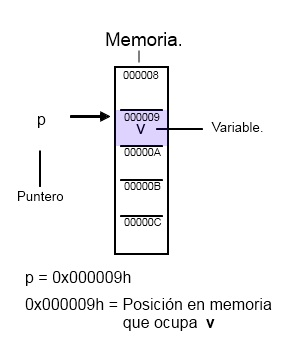 Memoria.
000008
000009
p
V
Variable.
00000A
Puntero
00000B
00000C
p = 0x000009h
0x000009h = Posición en memoria
que ocupa v